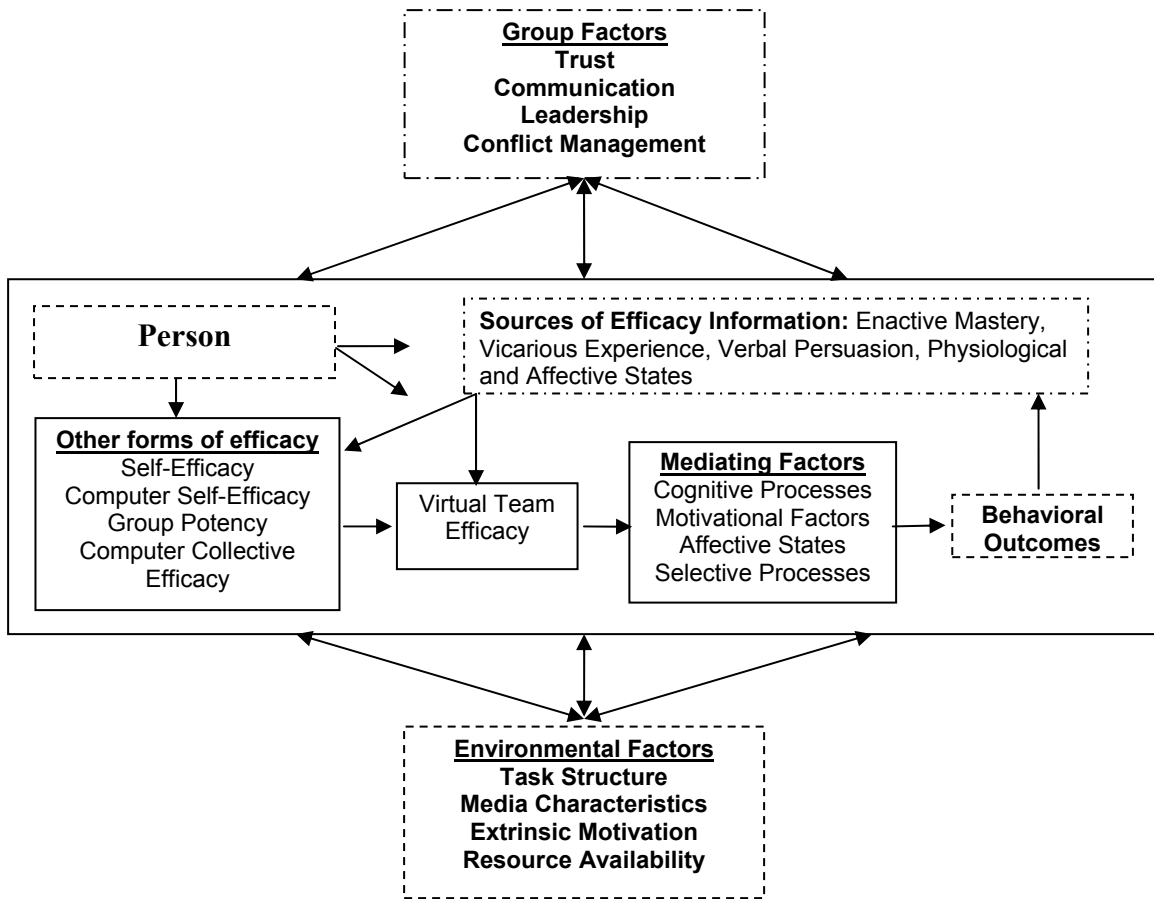 Group Factors
Trust
Communication
Leadership
Conflict Management
Person
Sources of Efficacy Information: Enactive Mastery,
Vicarious Experience, Verbal Persuasion, Physiological
and Affective States
Other forms of efficacy
Self-Efficacy
Computer Self-Efficacy
Group Potency
Computer Collective
Efficacy
Virtual Team
Efficacy
Mediating Factors
Cognitive Processes
Motivational Factors
Affective States
Selective Processes
Behavioral
Outcomes
Environmental Factors
Task Structure
Media Characteristics
Extrinsic Motivation
Resource Availability